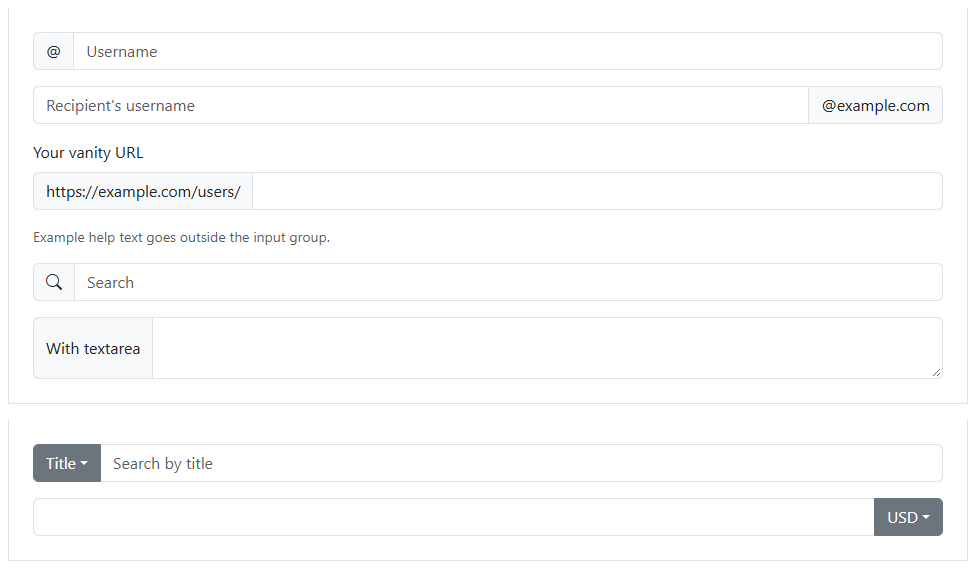 @ Username
Recipient's username @example.com
Your vanity URL
https://example.com/users/
Example help text goes outside the input group.
Search
With textarea
Title Search by title
USD